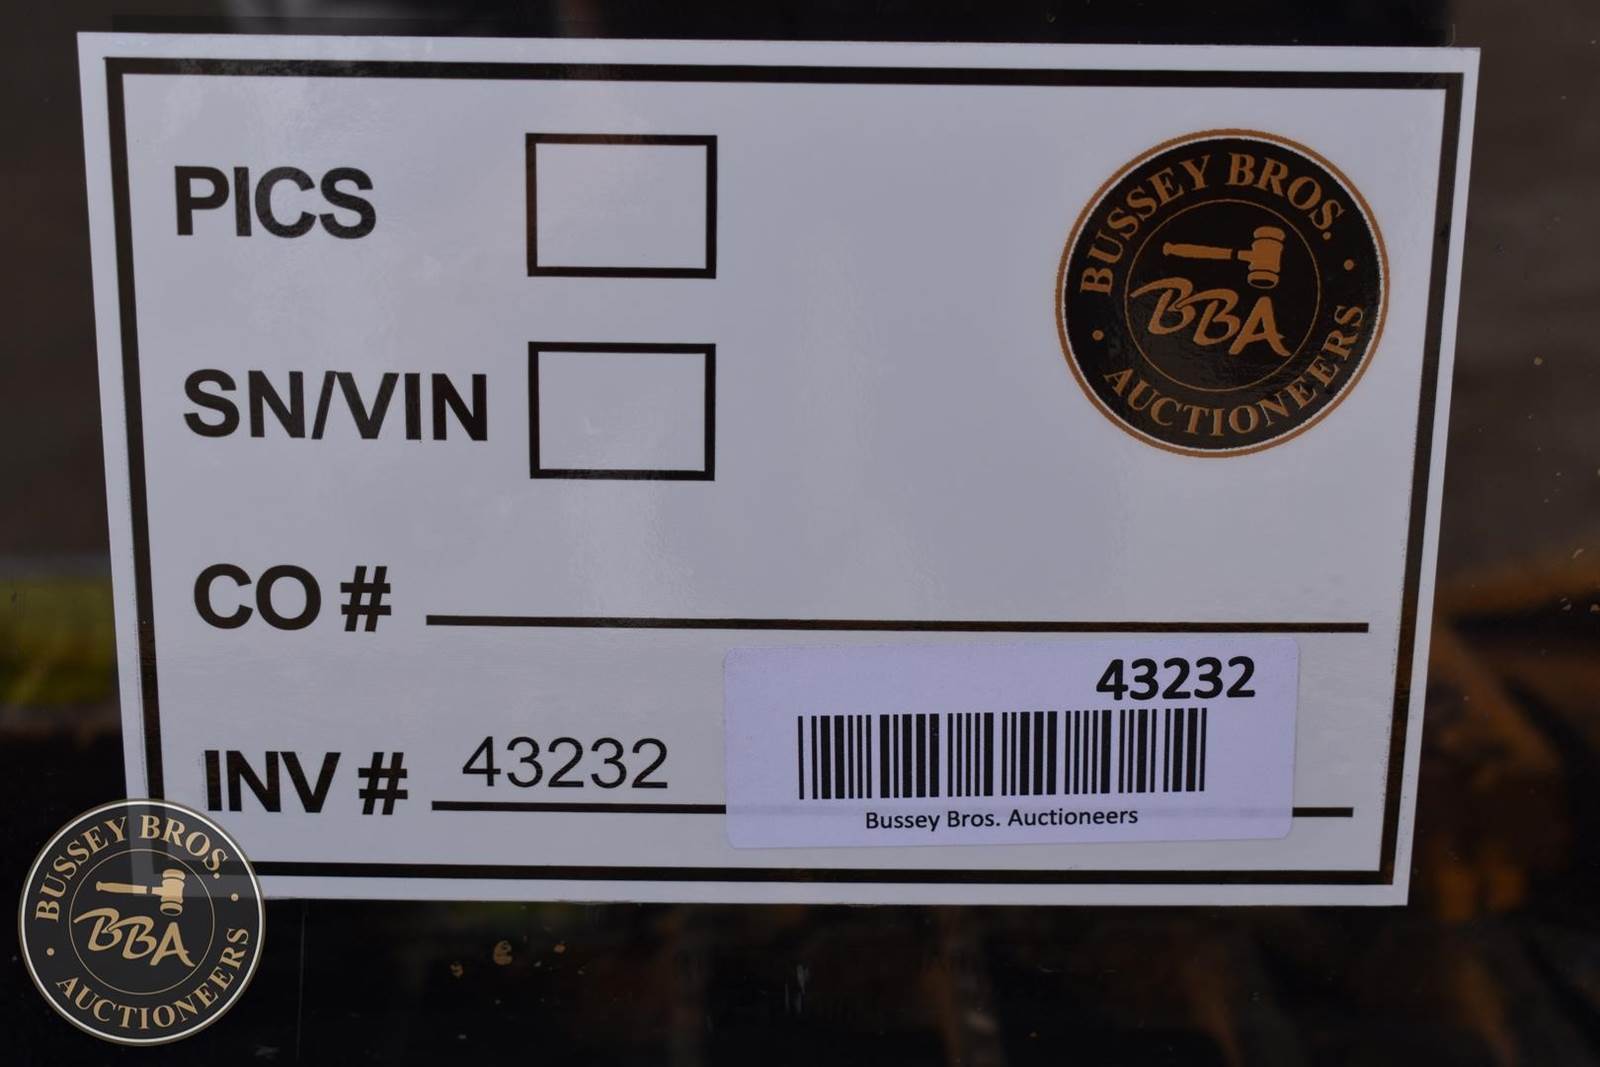 PICS
BUSSEY BROS.
BBA
AUCTIONEERS
SN/VIN
CO #
43232
INV # 43232
Bussey Bros. Auctioneers
BUSSEY BROS.
BBA
AUCTIONEERS